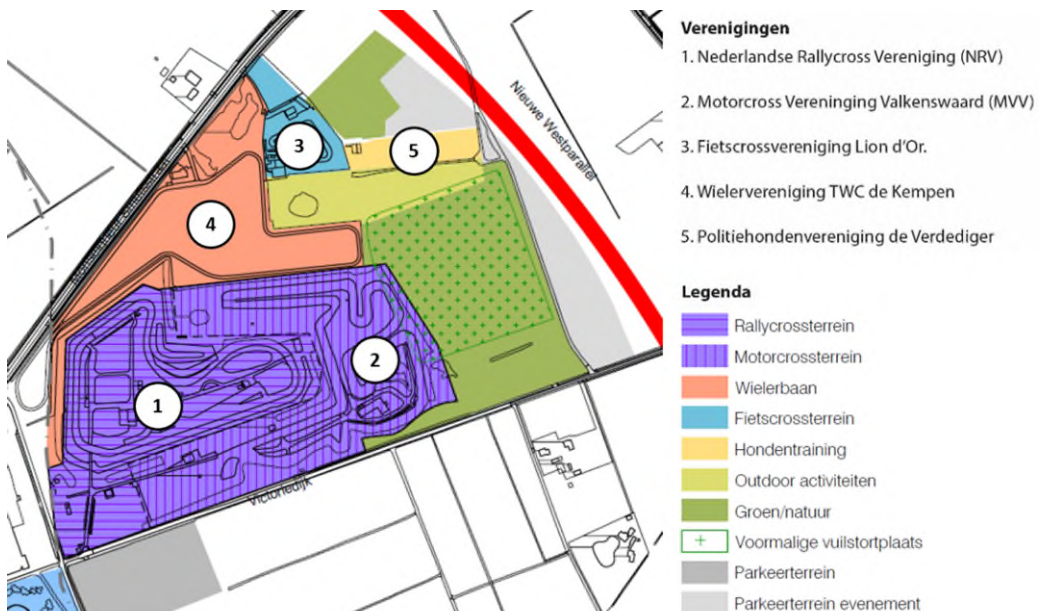 Verenigingen
1. Nederlandse Rallycross Vereniging (NRV)
2. Motorcross Vereninging Valkenswaard (MVV)
3. Fietscrossvereniging Lion d'Or.
4. Wielervereniging TWC de Kempen
5. Politiehondenvereniging de Verdediger
Legenda
Rallycrossterrein
Motorcrossterrein
Wielerbaan
Fietscrossterrein
Hondentraining
Outdoor activiteiten
Groen/natuur
Voormalige vuilstortplaats
Parkeerterrein
Parkeerterrein evenement
Nieuwe Westparallel
3
5
4
2
1
Victoriedijk